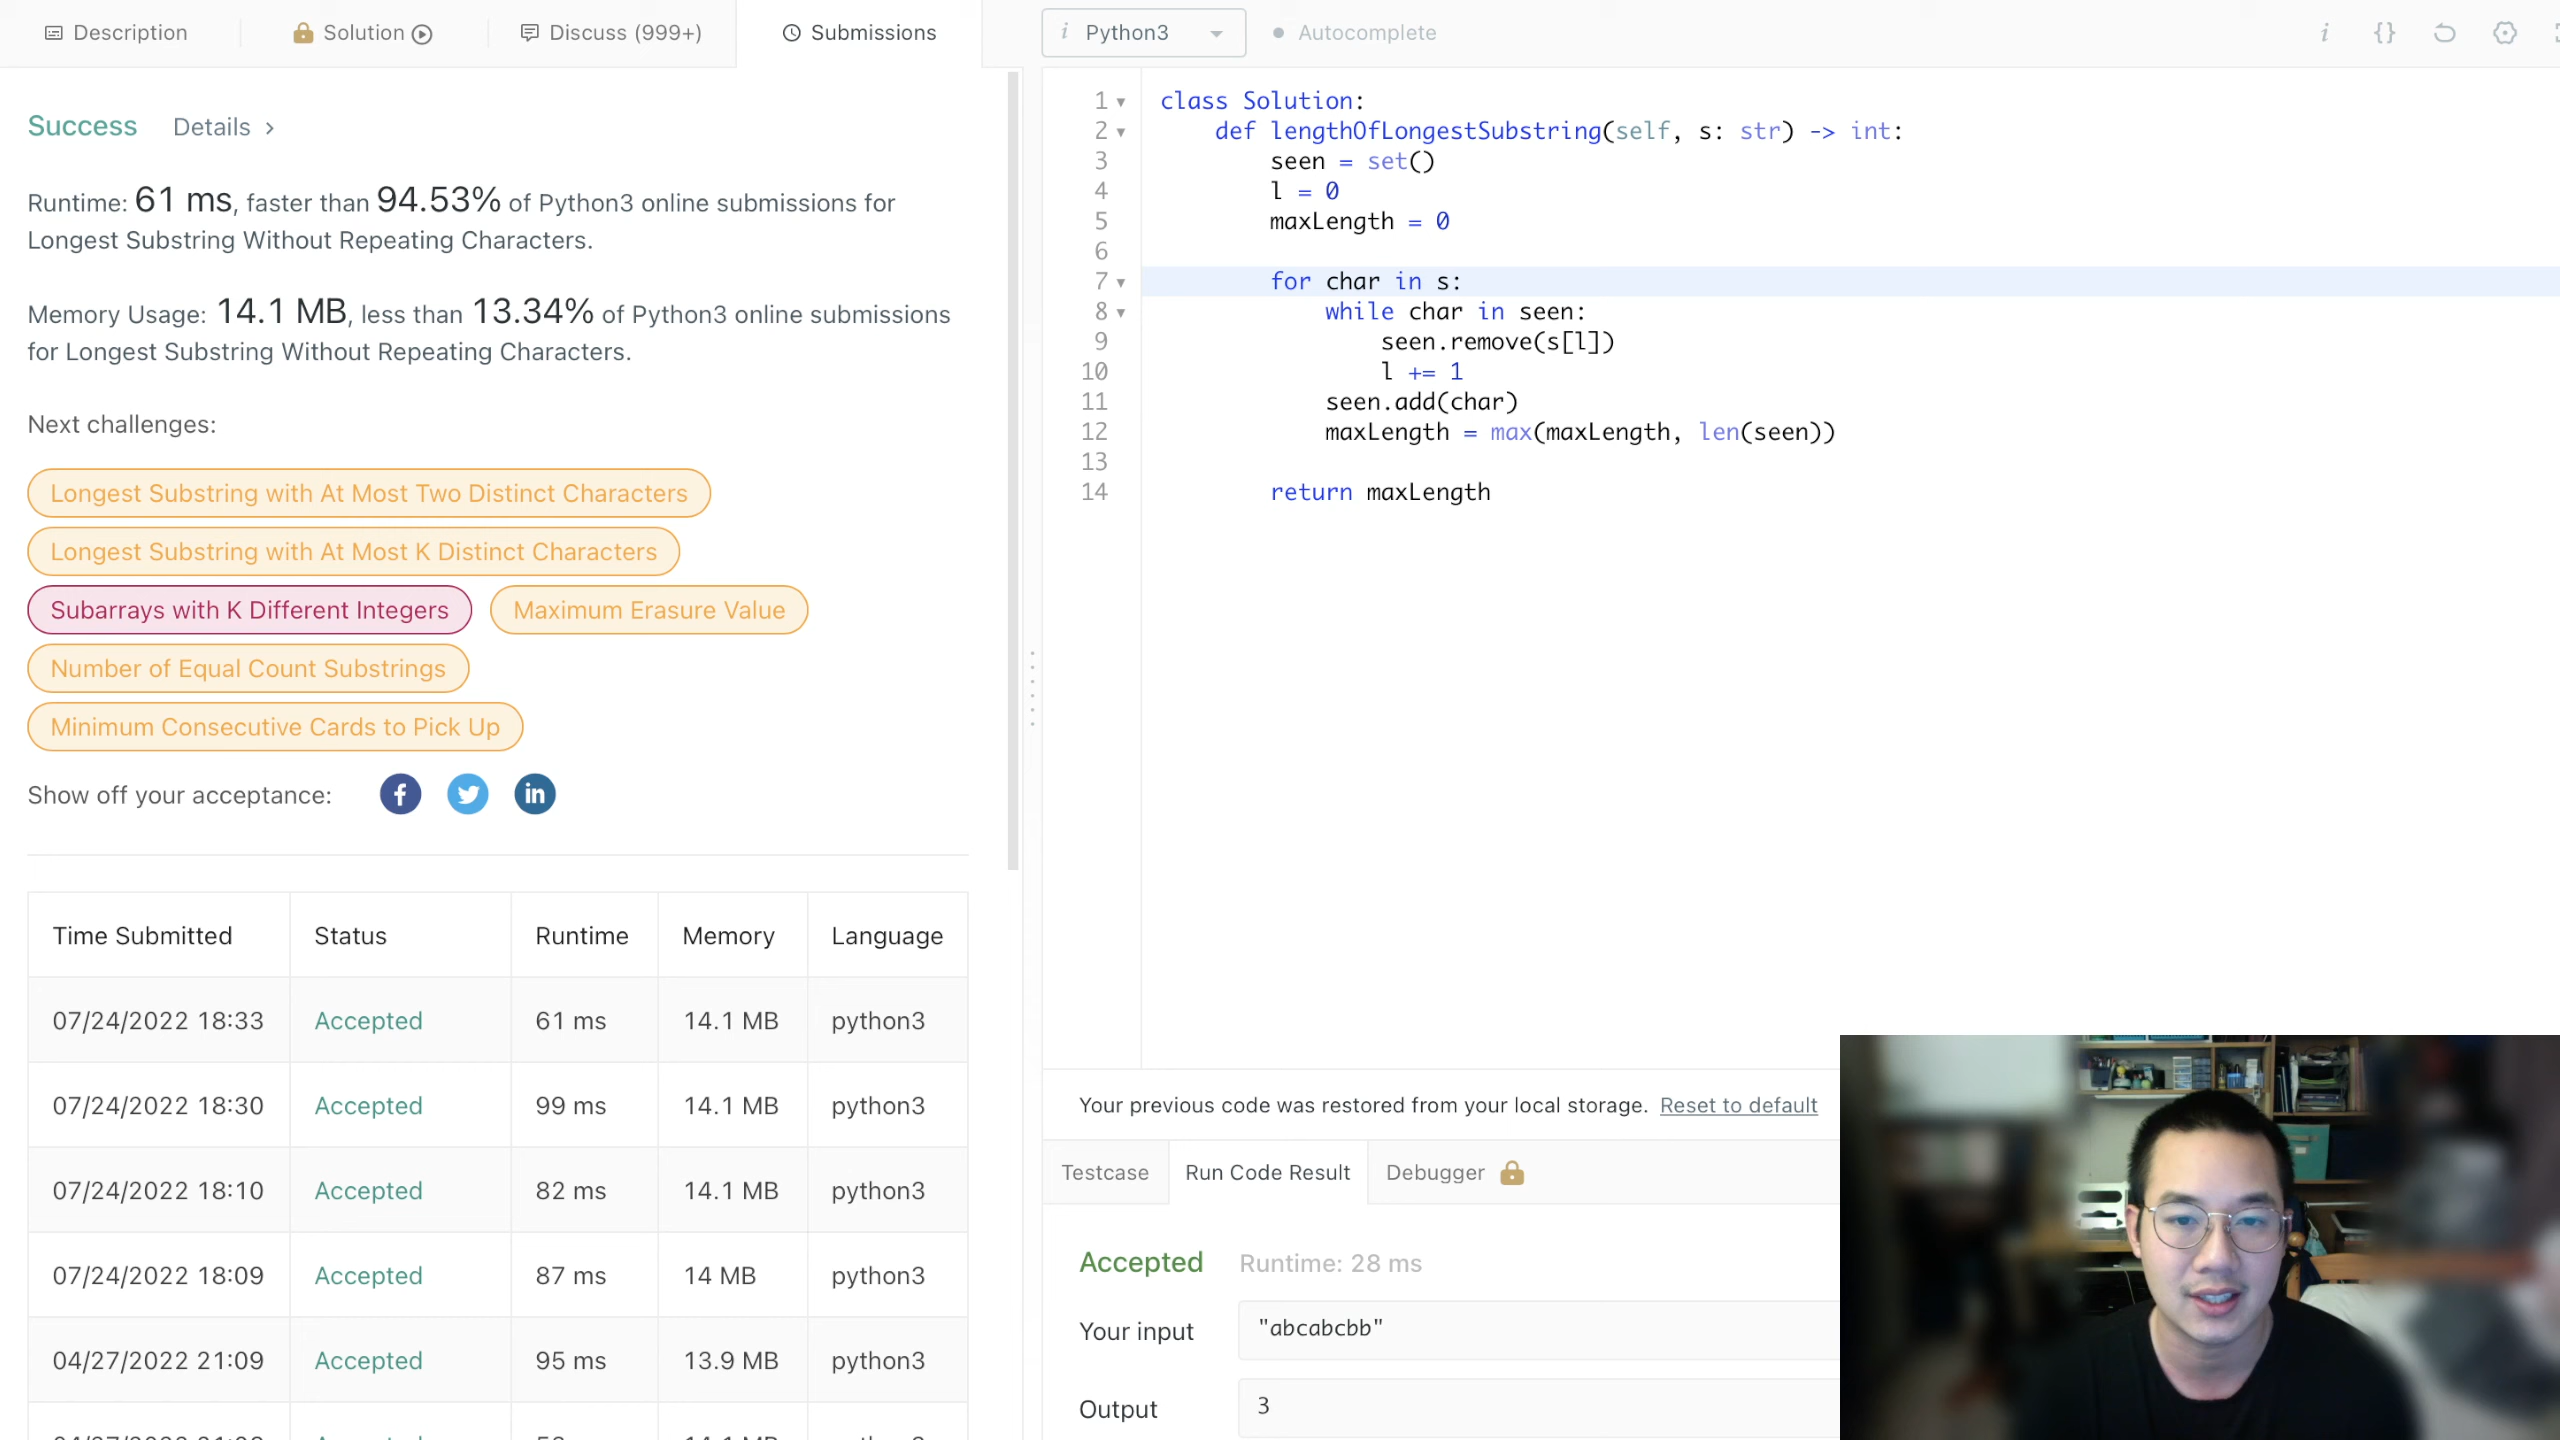 Description
Solution
Discuss (999+)
Submissions
i Python3
Autocomplete
i {}
Success Details >
Runtime: 61 ms, faster than 94.53% of Python3 online submissions for
Longest Substring Without Repeating Characters.
Memory Usage: 14.1 MB, less than 13.34% of Python3 online submissions
for Longest Substring Without Repeating Characters.
Next challenges:
Longest Substring with At Most Two Distinct Characters
Longest Substring with At Most K Distinct Characters
Subarrays with K Different Integers Maximum Erasure Value
Number of Equal Count Substrings
Minimum Consecutive Cards to Pick Up
Show off your acceptance: f in
Time Submitted Status Runtime Memory Language
07/24/2022 18:33 Accepted 61 ms 14.1 MB python3
07/24/2022 18:30 Accepted 99 ms 14.1 MB python3
07/24/2022 18:10 Accepted 82 ms 14.1 MB python3
07/24/2022 18:09 Accepted 87 ms 14 MB python3
04/27/2022 21:09 Accepted 95 ms 13.9 MB python3
1 class Solution:
2 def lengthOfLongestSubstring(self, s: str) -> int:
3 seen = set()
4 l = 0
5 maxLength = 0
6
7 for char in s:
8 while char in seen:
9 seen.remove(s[l])
10 l += 1
11 seen.add(char)
12 maxLength = max(maxLength, len(seen))
13
14 return maxLength
Your previous code was restored from your local storage. Reset to default
Testcase Run Code Result Debugger
Accepted Runtime: 28 ms
Your input "abcabcbb"
Output 3